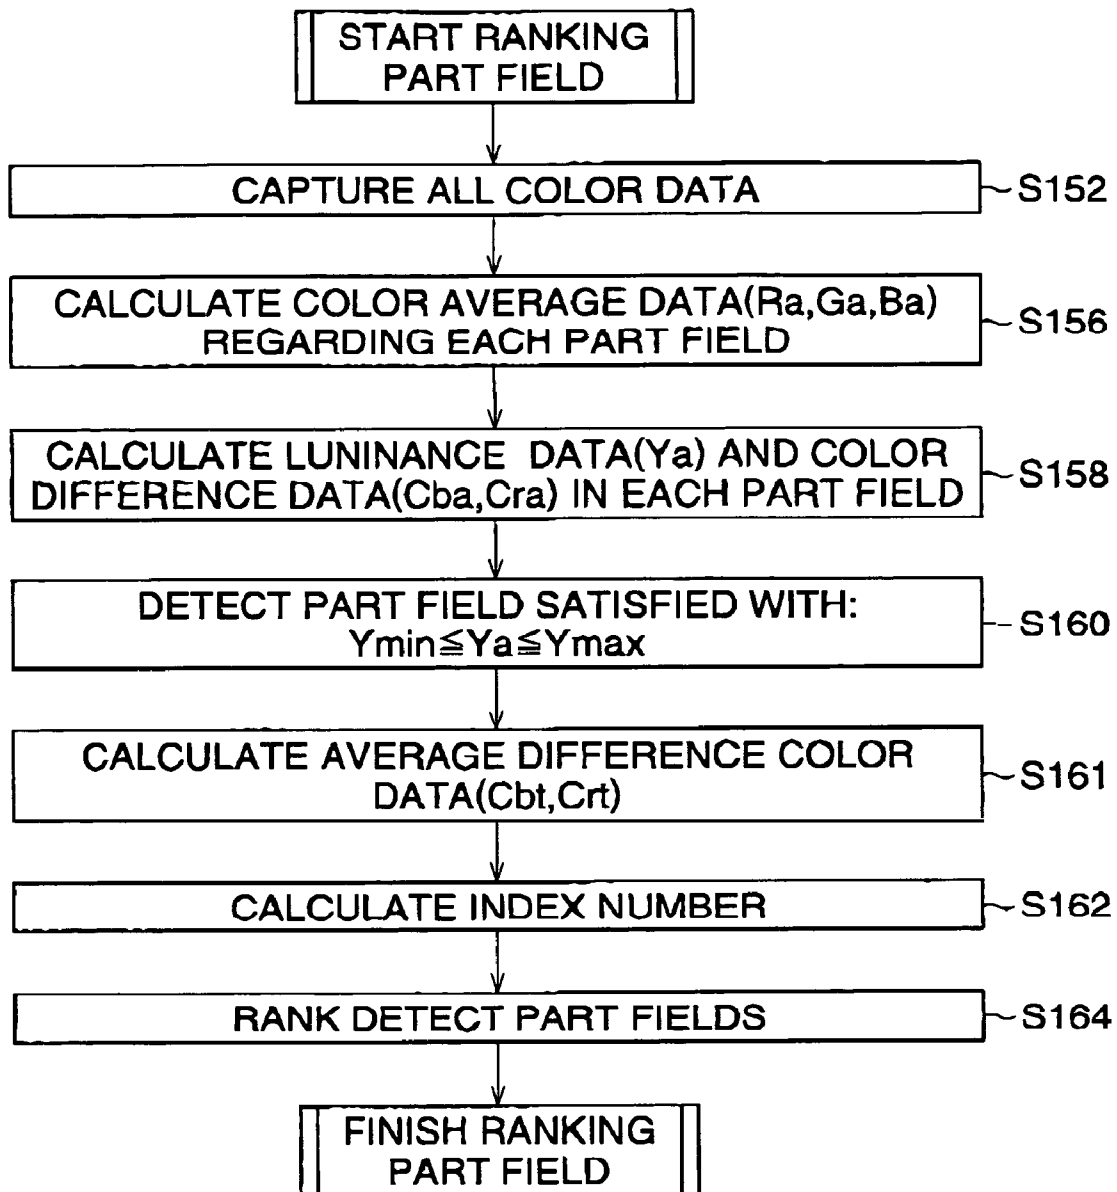 START RANKING
PART FIELD
CAPTURE ALL COLOR DATA
S152
CALCULATE COLOR AVERAGE DATA(Ra,Ga,Ba)
REGARDING EACH PART FIELD
S156
CALCULATE LUNINANCE DATA(Ya) AND COLOR
DIFFERENCE DATA(Cba,Cra) IN EACH PART FIELD
S158
DETECT PART FIELD SATISFIED WITH:
Ymin≦Ya≦Ymax
S160
CALCULATE AVERAGE DIFFERENCE COLOR
DATA(Cbt,Crt)
S161
CALCULATE INDEX NUMBER
S162
RANK DETECT PART FIELDS
S164
FINISH RANKING
PART FIELD